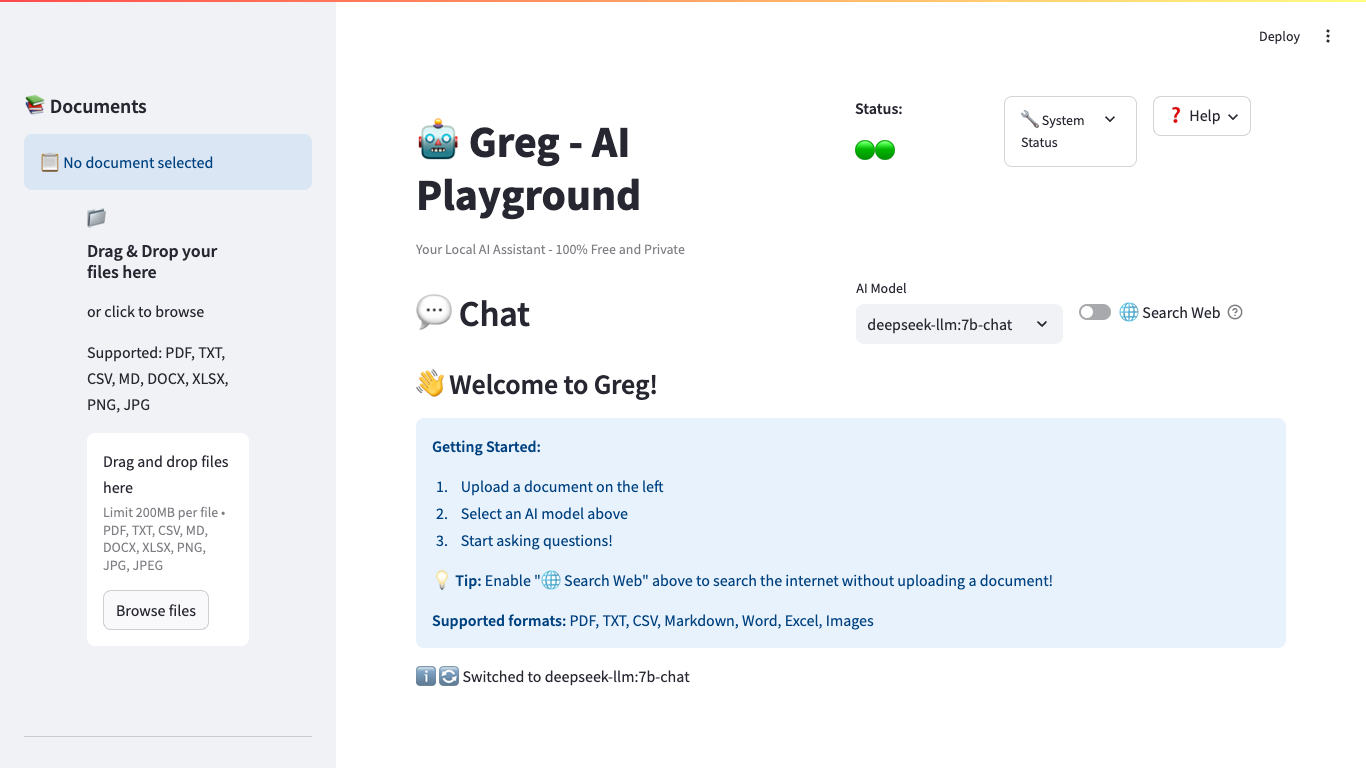 Deploy
📚 Documents
📋 No document selected
📁
Drag & Drop your
files here
or click to browse
Supported: PDF, TXT,
CSV, MD, DOCX, XLSX,
PNG, JPG
Drag and drop files
here
Limit 200MB per file •
PDF, TXT, CSV, MD,
DOCX, XLSX, PNG,
JPG, JPEG
Browse files
🤖 Greg - AI
Playground
Your Local AI Assistant - 100% Free and Private
Status:
🔧 System
Status
❓ Help
💬 Chat
AI Model
deepseek-llm:7b-chat
🌐 Search Web
👋 Welcome to Greg!
Getting Started:
1. Upload a document on the left
2. Select an AI model above
3. Start asking questions!
💡 Tip: Enable "🌐 Search Web" above to search the internet without uploading a document!
Supported formats: PDF, TXT, CSV, Markdown, Word, Excel, Images
ℹ️ 🔄 Switched to deepseek-llm:7b-chat